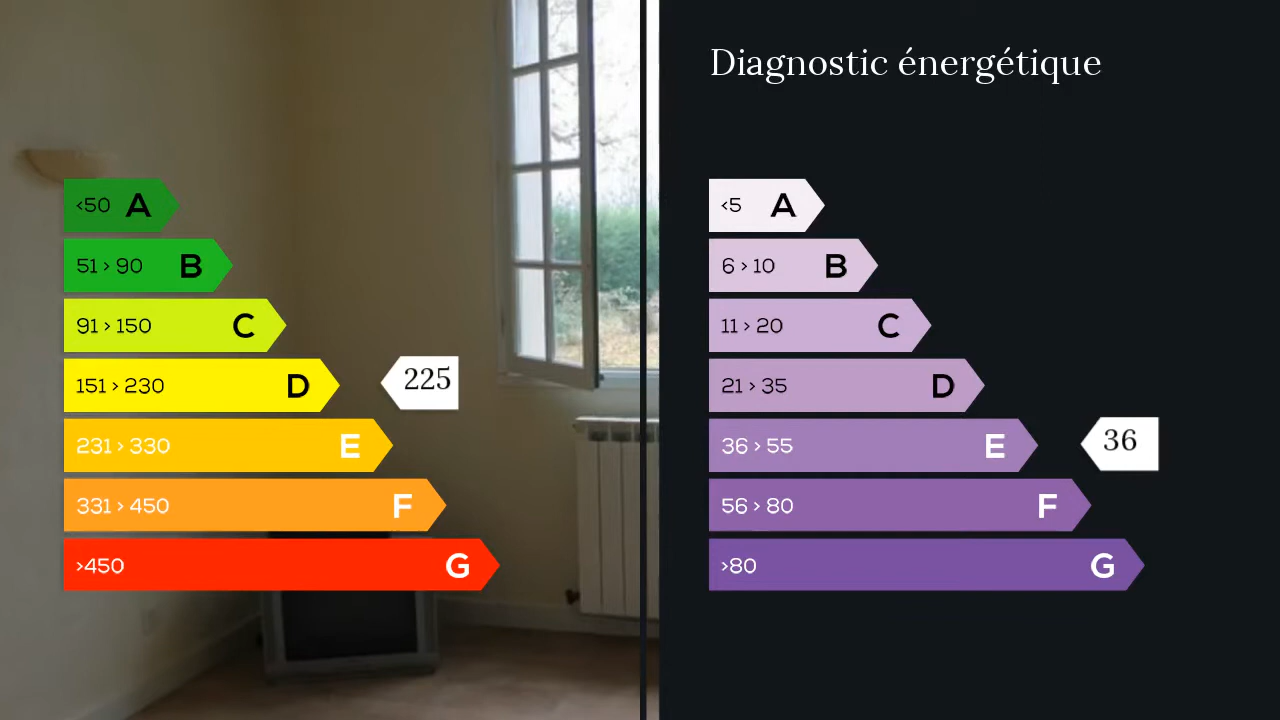 Diagnostic énergétique
<50 A
51 > 90 B
91 > 150 C
151 > 230 D
225
231 > 330 E
331 > 450 F
>450 G
<5 A
6 > 10 B
11 > 20 C
21 > 35 D
36 > 55 E
36
56 > 80 F
>80 G